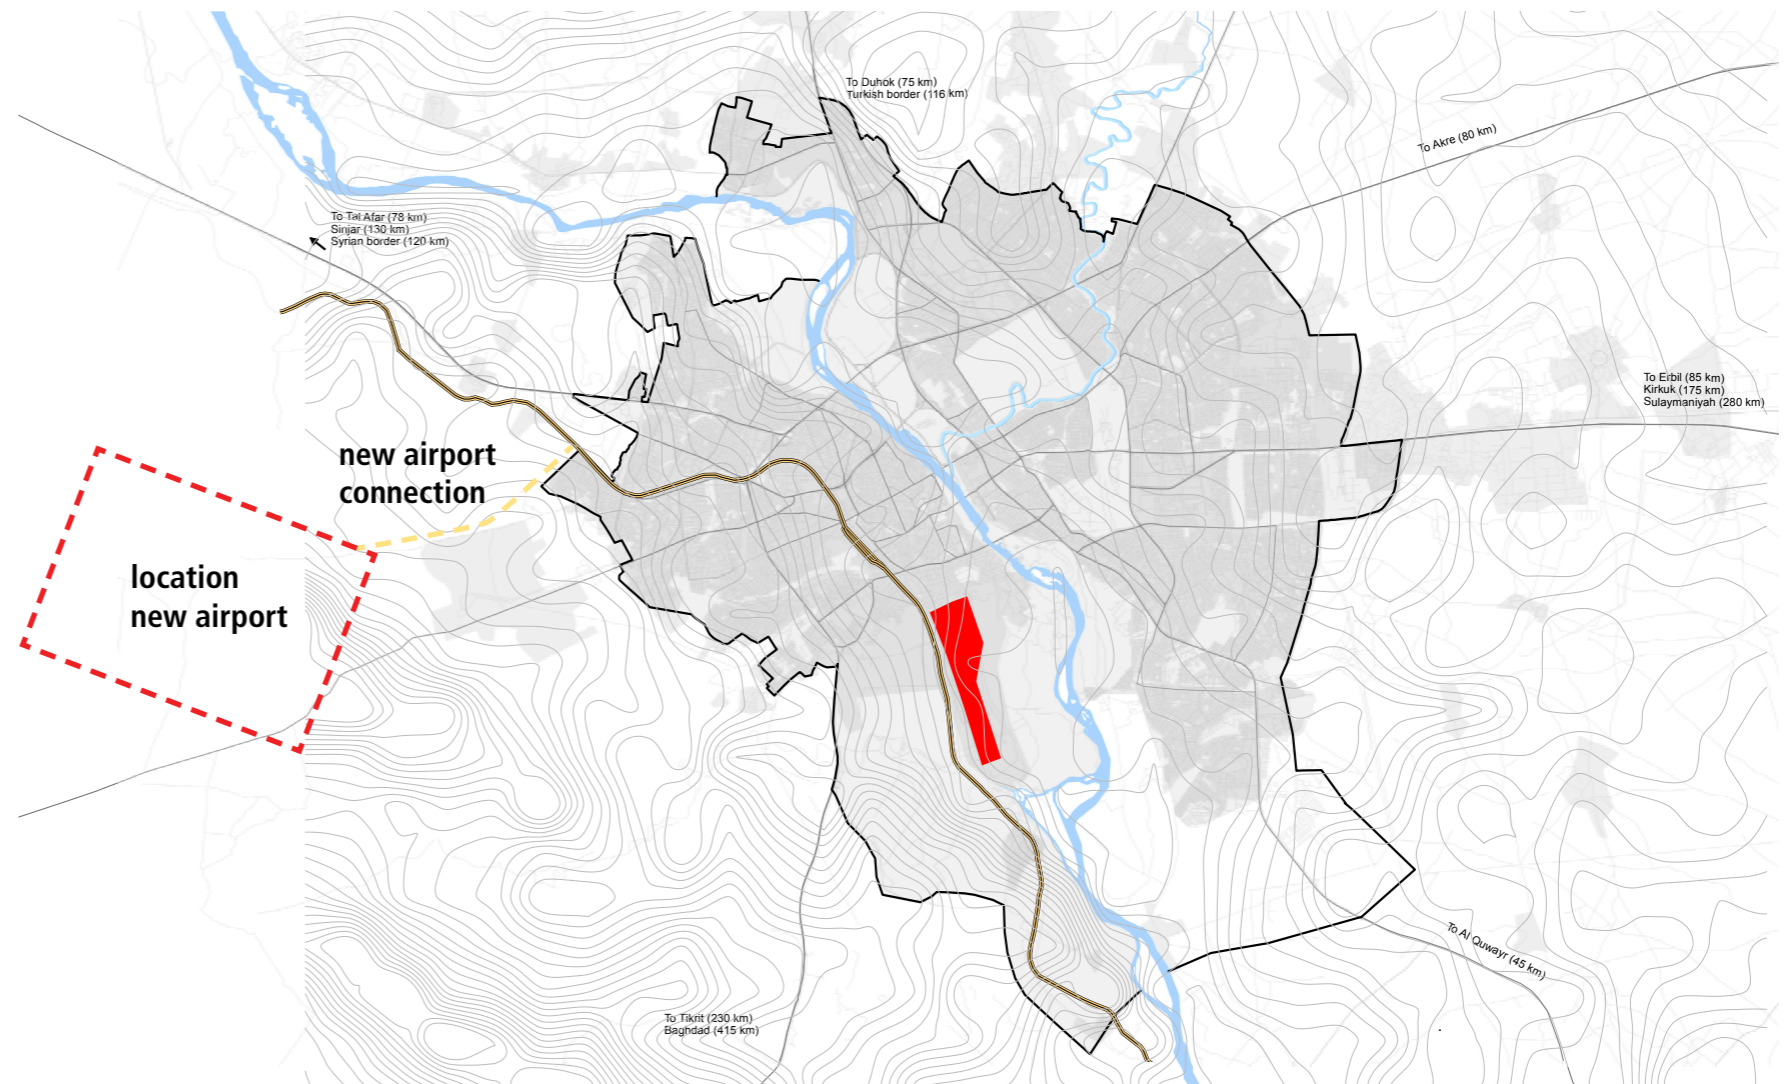 To Duhok (75 km)
Turkish border (116 km)
To Akre (80 km)
To Tal Afar (78 km)
Sinjar (130 km)
Syrian border (120 km)
To Erbil (85 km)
Kirkuk (175 km)
Sulaymaniyah (280 km)
new airport
connection
location
new airport
To Al Quwayr (45 km)
To Tikrit (230 km)
Baghdad (415 km)